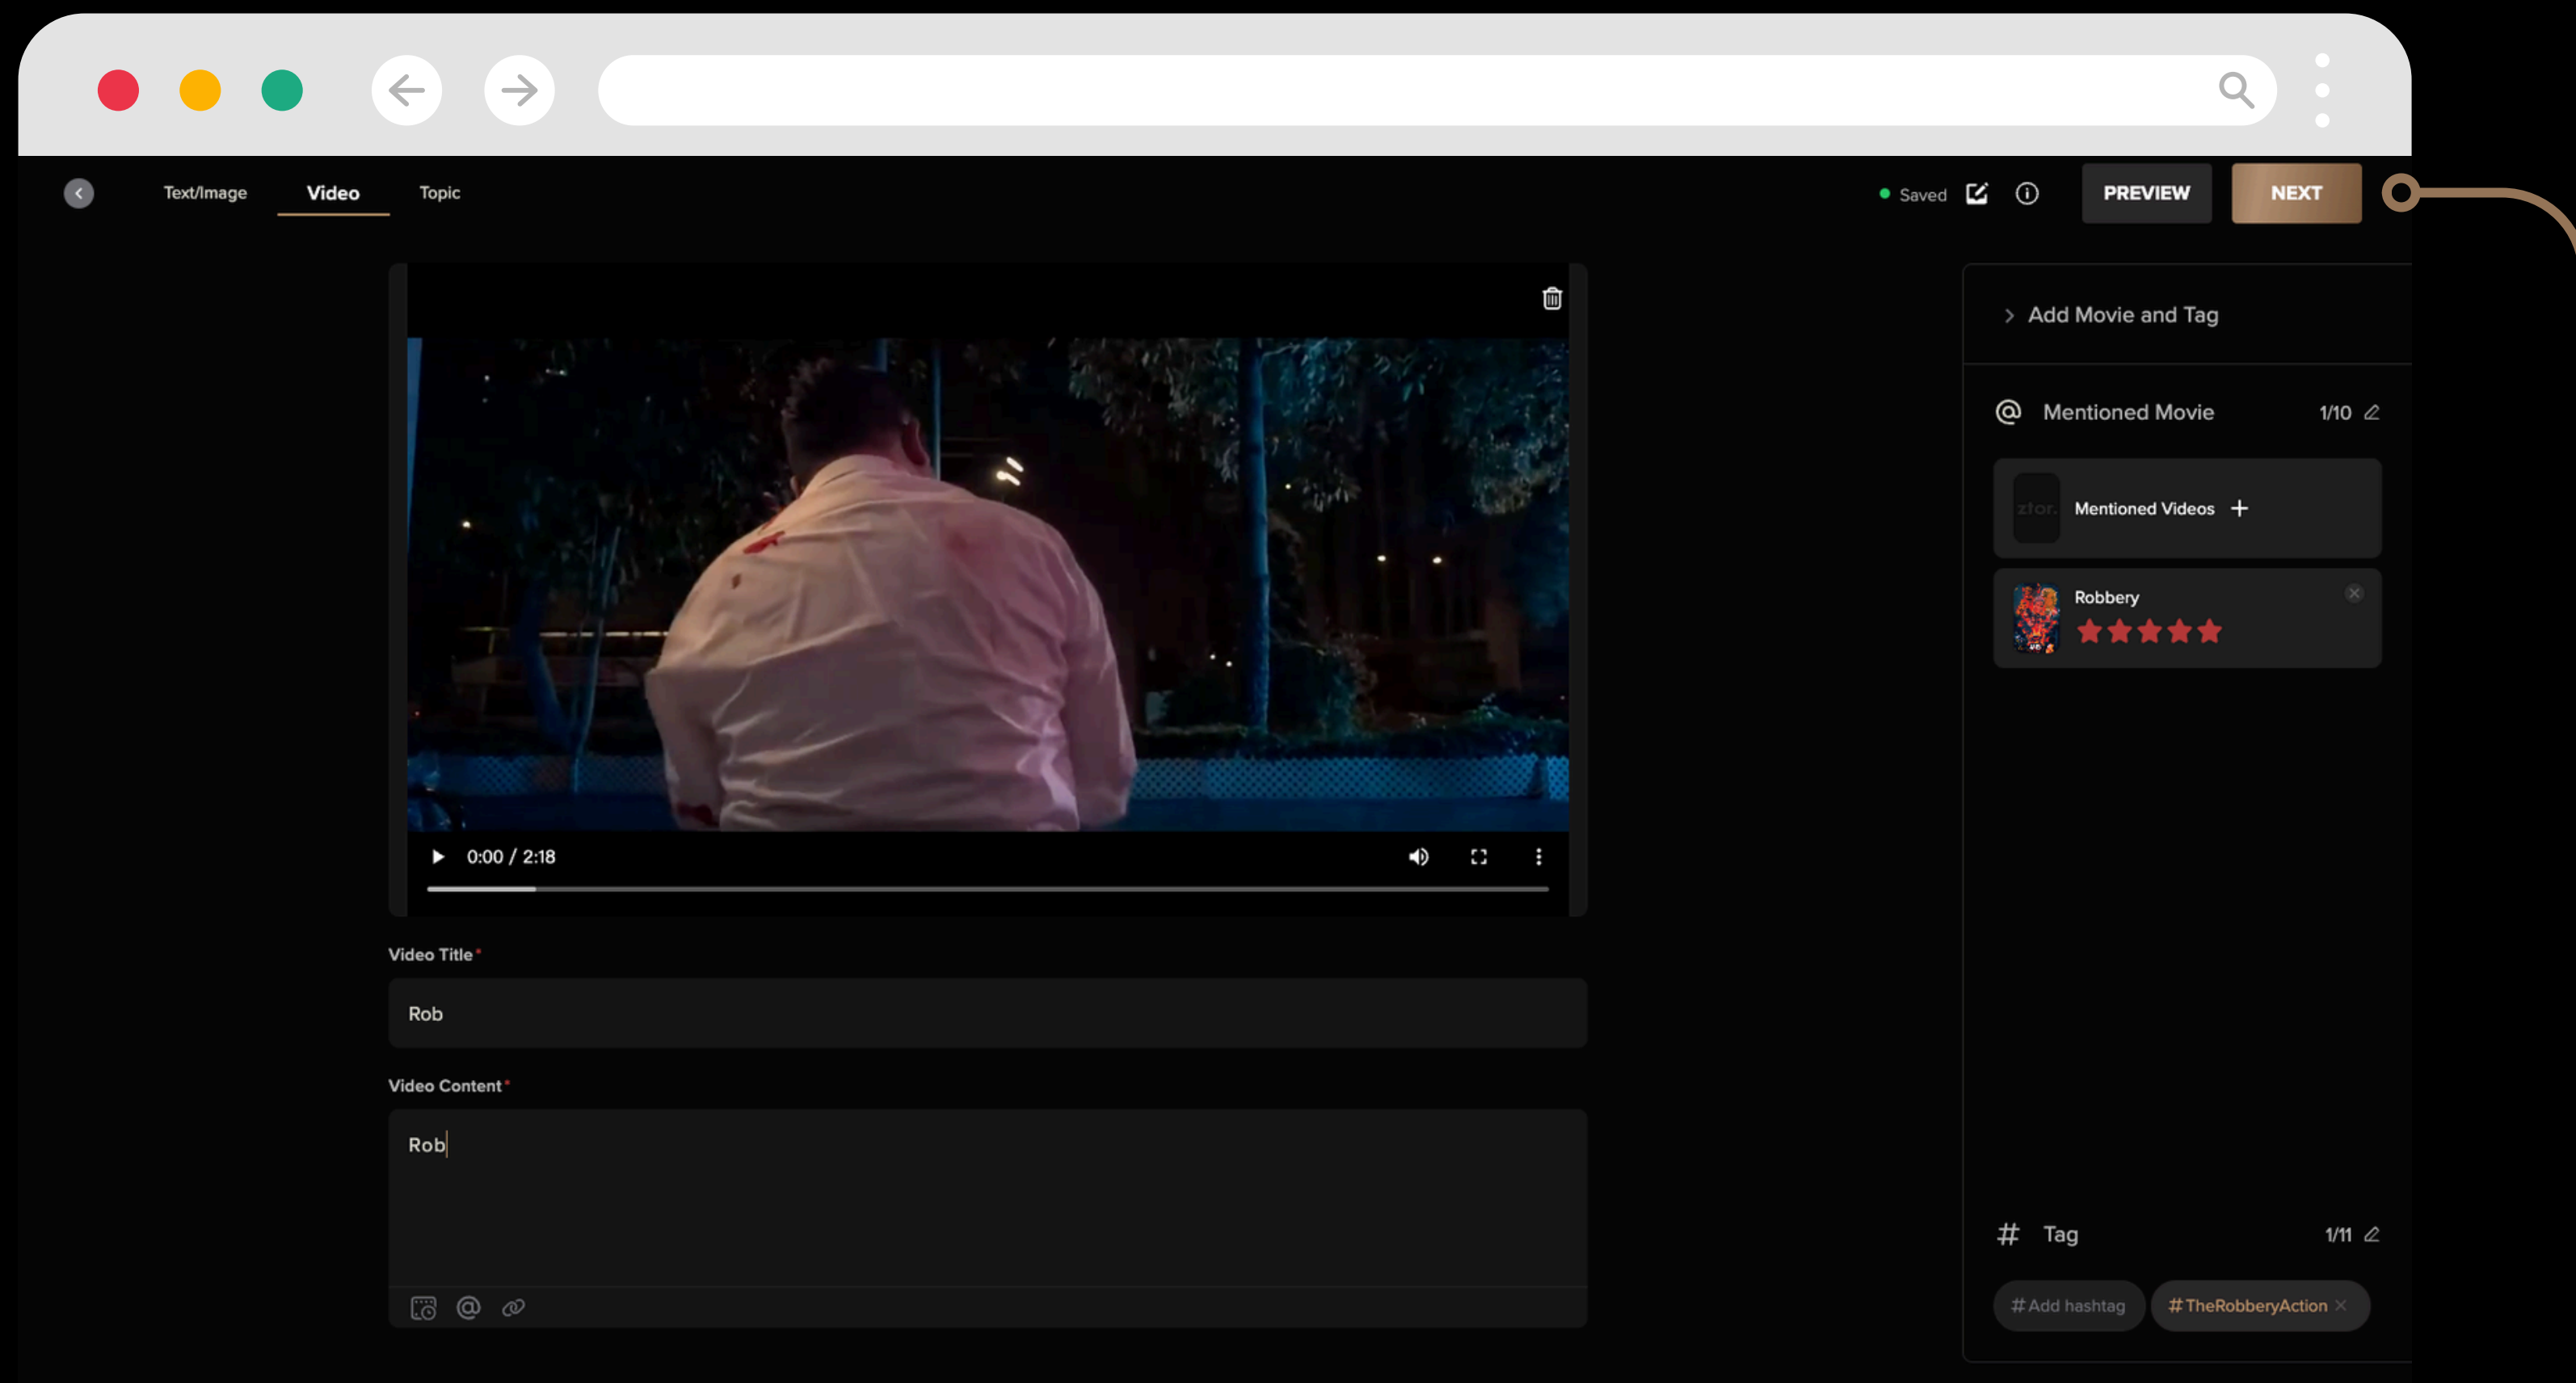 Text/Image
Video
Topic
Saved
PREVIEW
NEXT
Add Movie and Tag
Mentioned Movie
1/10
ztor.
Mentioned Videos
Robbery
0:00 / 2:18
Video Title*
Rob
Video Content*
Rob
# Tag
1/11
#Add hashtag
#TheRobberyAction